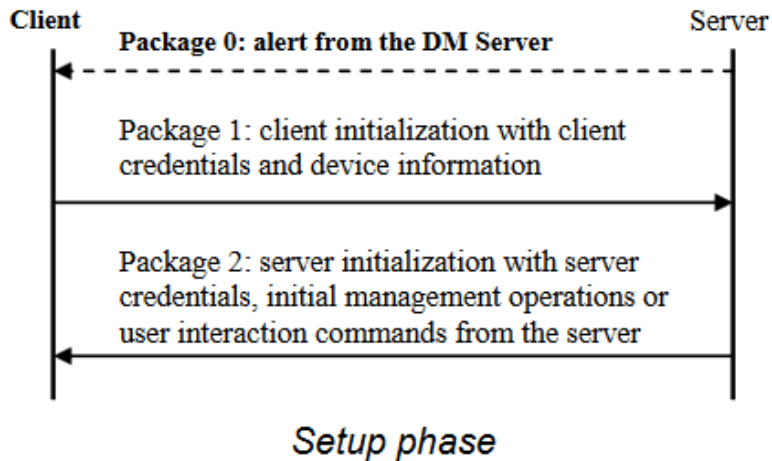 Client
Server
Package 0: alert from the DM Server
Package 1: client initialization with client
credentials and device information
Package 2: server initialization with server
credentials, initial management operations or
user interaction commands from the server
Setup phase